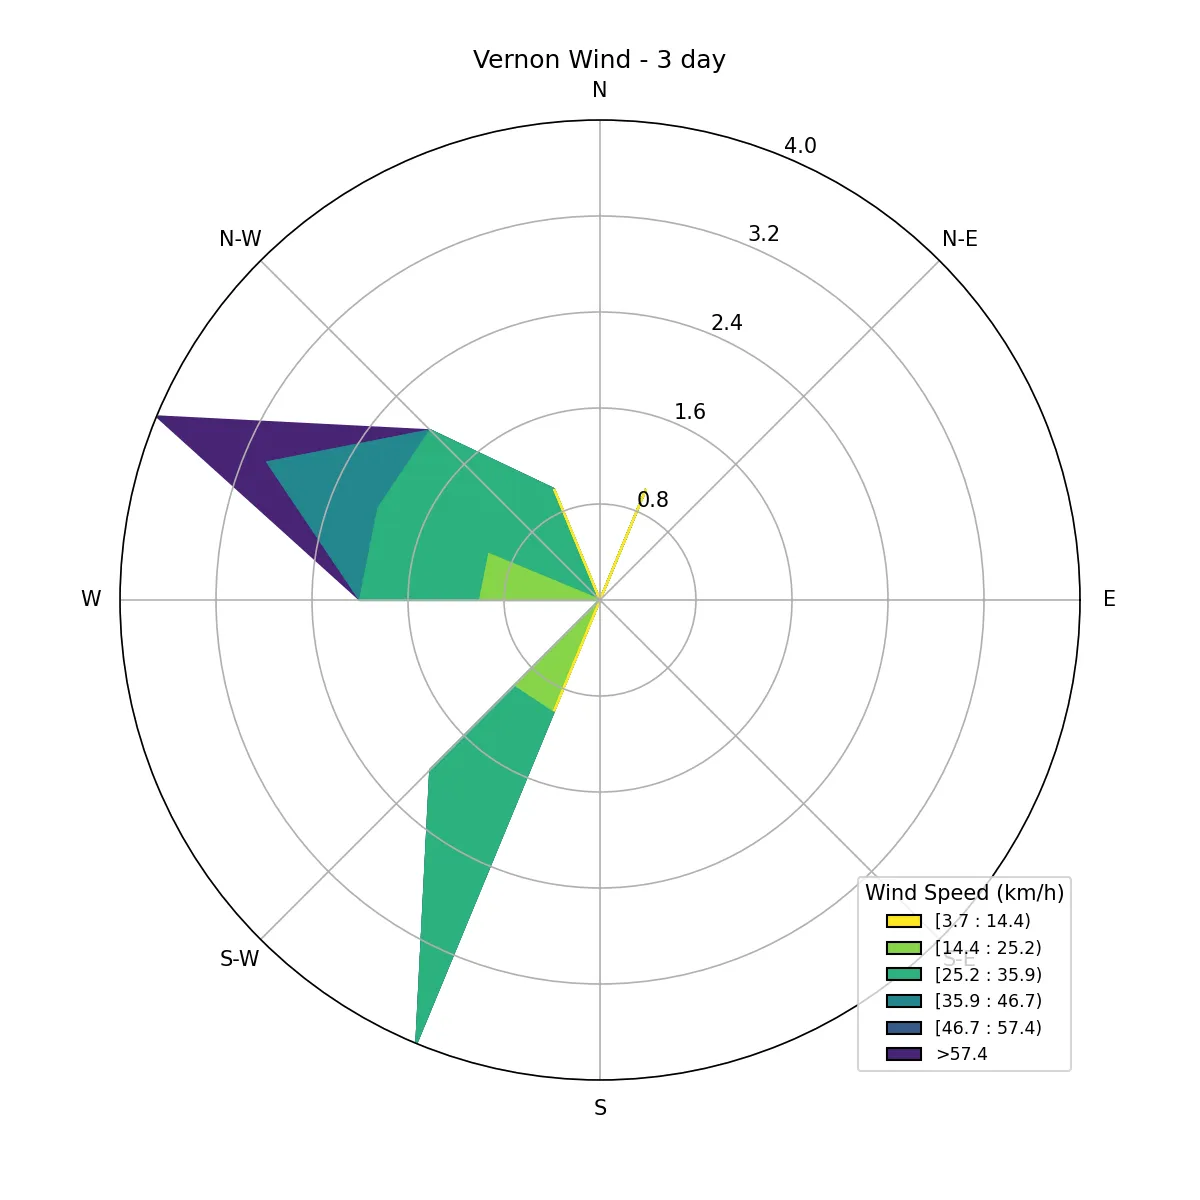 Vernon Wind - 3 day
N
4.0
N-W
3.2
N-E
2.4
1.6
0.8
W
E
Wind Speed (km/h)
[3.7 : 14.4)
[14.4 : 25.2)
S-W
S-E
[25.2 : 35.9)
[35.9 : 46.7)
[46.7 : 57.4)
>57.4
S